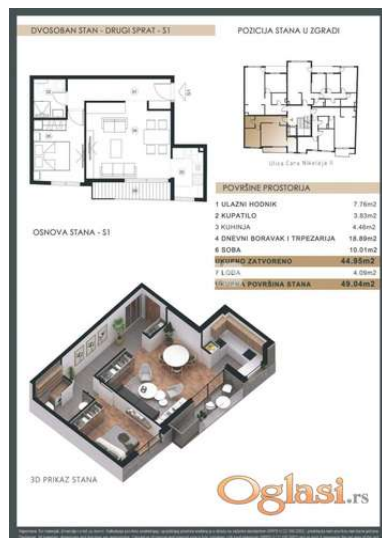 DVOSOBAN STAN - DRUGI SPRAT - S1
POZICIJA STANA U ZGRADI
Ulica Cara Nikolaja II
OSNOVA STANA - S1
POVRŠINE PROSTORIJA
1 ULAZNI HODNIK 7.76m2
2 KUPATILO 3.83m2
3 KUHINJA 4.46m2
4 DNEVNI BORAVAK I TRPEZARIJA 18.89m2
6 SOBA 10.01m2
UKUPNO ZATVORENO 44.95m2
7 LOĐA 4.09m2
UKUPNA POVRŠINA STANA 49.04m2
3D PRIKAZ STANA
Oglasi.rs